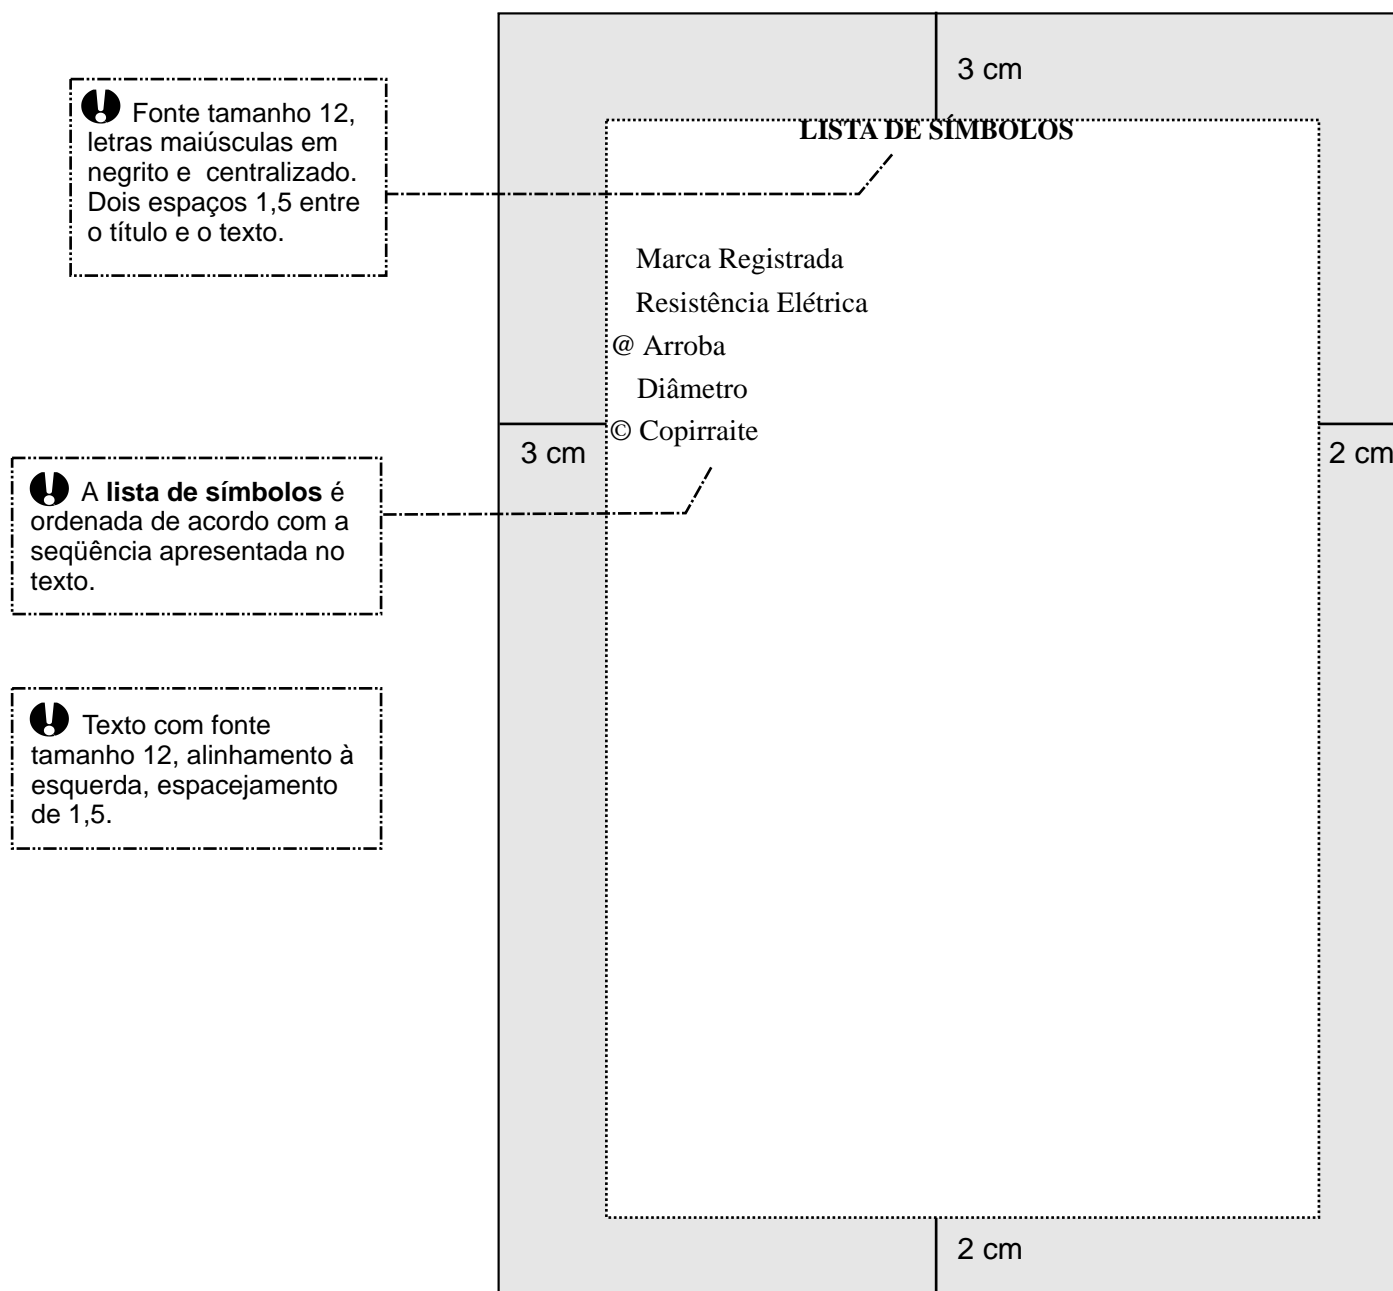 3 cm
Fonte tamanho 12,
letras maiúsculas em
negrito e centralizado.
Dois espaços 1,5 entre
o título e o texto.
LISTA DE SÍMBOLOS
Marca Registrada
Resistência Elétrica
@ Arroba
Diâmetro
© Copirraite
3 cm
2 cm
A lista de símbolos é
ordenada de acordo com a
seqüência apresentada no
texto.
Texto com fonte
tamanho 12, alinhamento à
esquerda, espacejamento
de 1,5.
2 cm